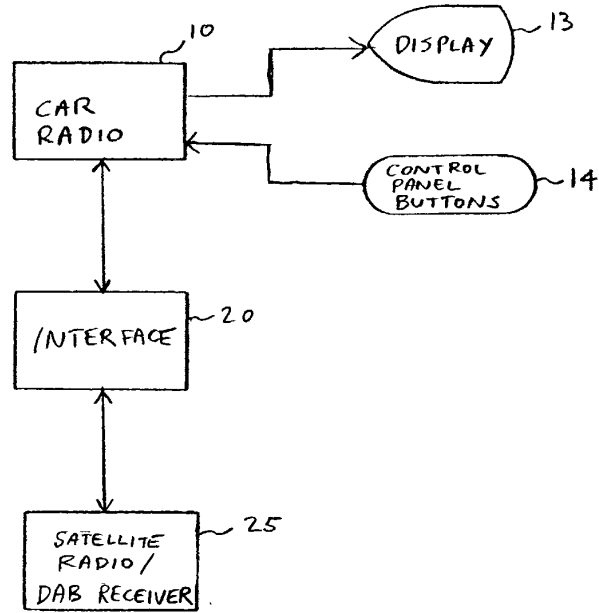 10
CAR
RADIO
DISPLAY
13
CONTROL
PANEL
BUTTONS
14
INTERFACE
20
SATELLITE
RADIO/
DAB RECEIVER
25